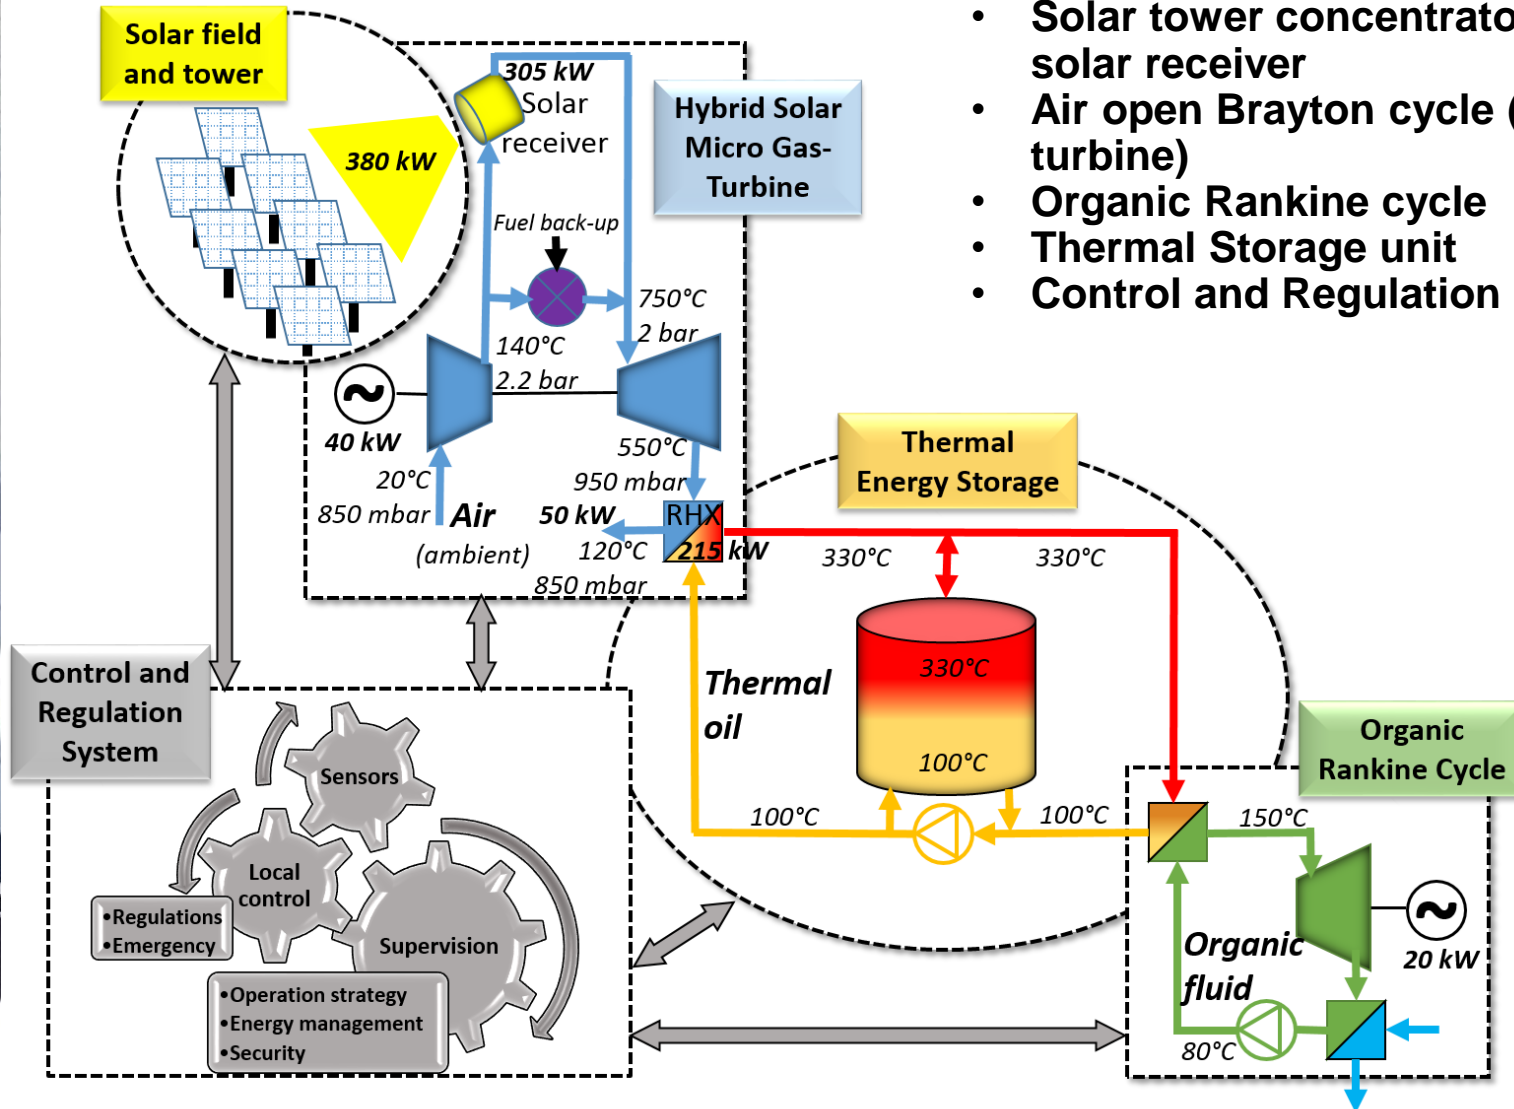 Solar field
and tower
380 kW
305 kW
Solar
receiver
Hybrid Solar
Micro Gas-
Turbine
Fuel back-up
750°C
2 bar
140°C
2.2 bar
40 kW
20°C
850 mbar
Air
(ambient)
550°C
950 mbar
50 kW
RHX
215 kW
120°C
850 mbar
• Solar tower concentrato
solar receiver
• Air open Brayton cycle (
turbine)
• Organic Rankine cycle
• Thermal Storage unit
• Control and Regulation
Thermal
Energy Storage
330°C
330°C
330°C
100°C
Thermal
oil
100°C
100°C
Control and
Regulation
System
Sensors
Local
control
•Regulations
•Emergency
Supervision
•Operation strategy
•Energy management
•Security
Organic
Rankine Cycle
150°C
Organic
fluid
20 kW
80°C